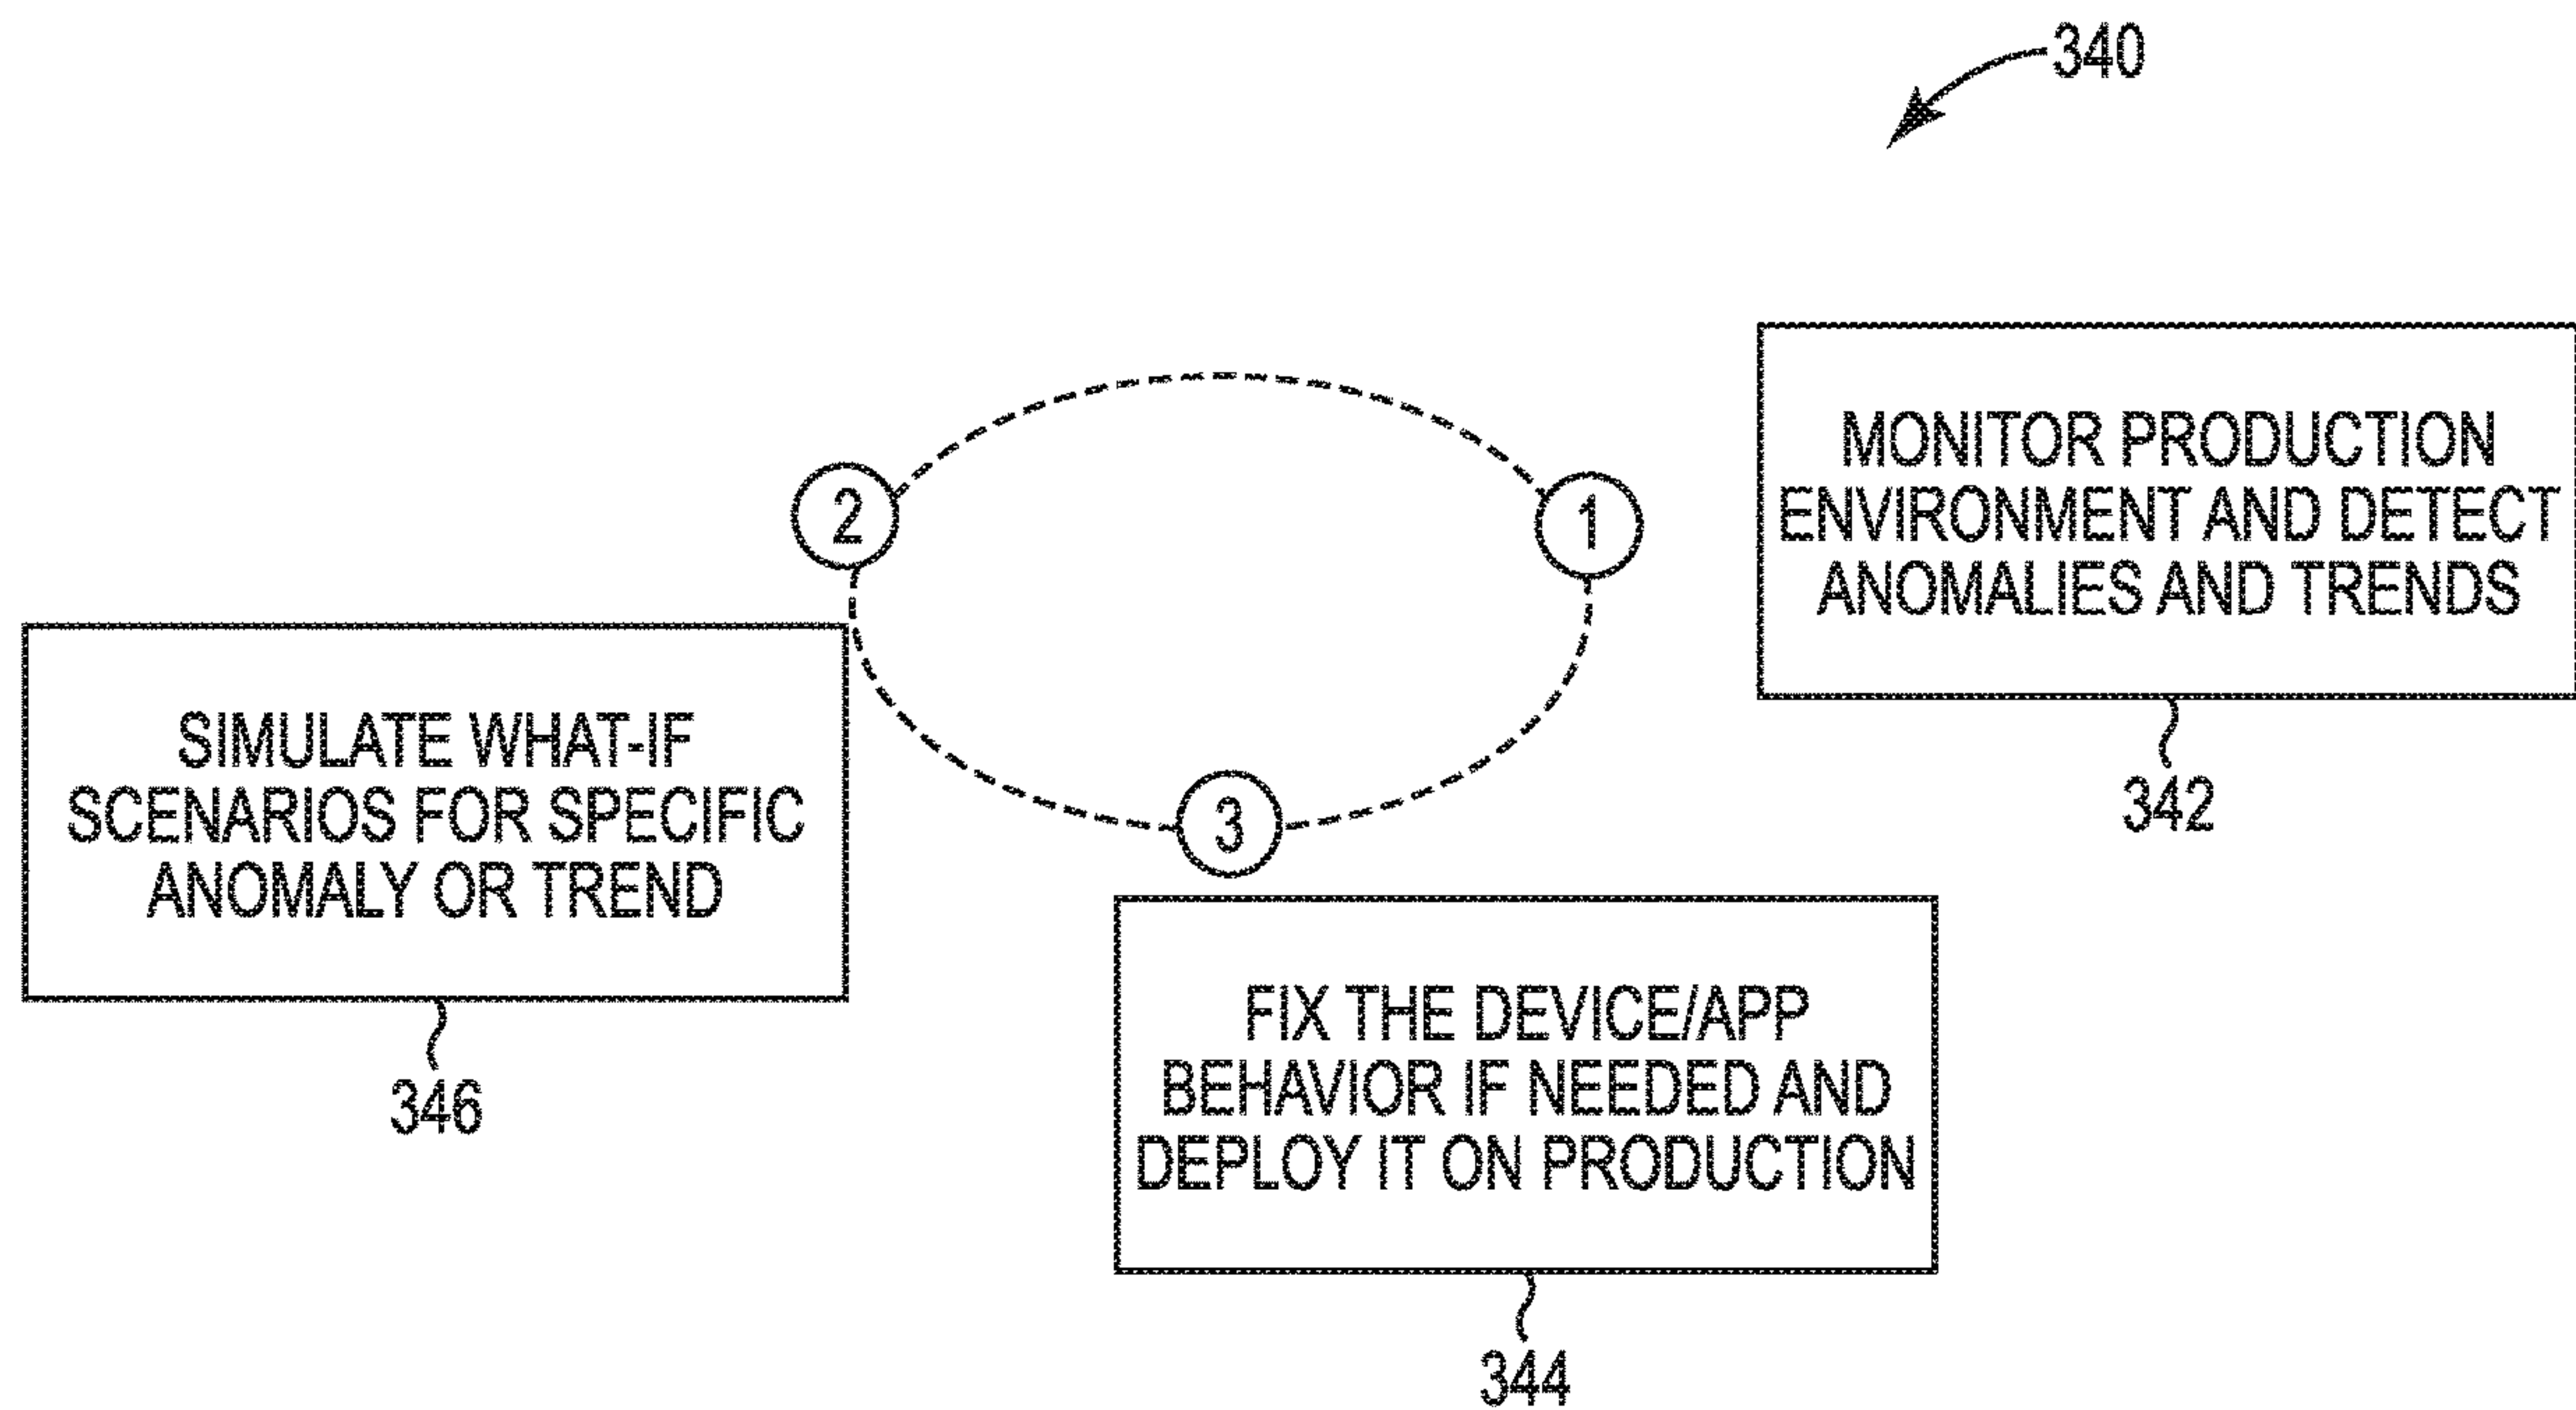 340
2
1
3
MONITOR PRODUCTION
ENVIRONMENT AND DETECT
ANOMALIES AND TRENDS
342
SIMULATE WHAT-IF
SCENARIOS FOR SPECIFIC
ANOMALY OR TREND
346
FIX THE DEVICE/APP
BEHAVIOR IF NEEDED AND
DEPLOY IT ON PRODUCTION
344